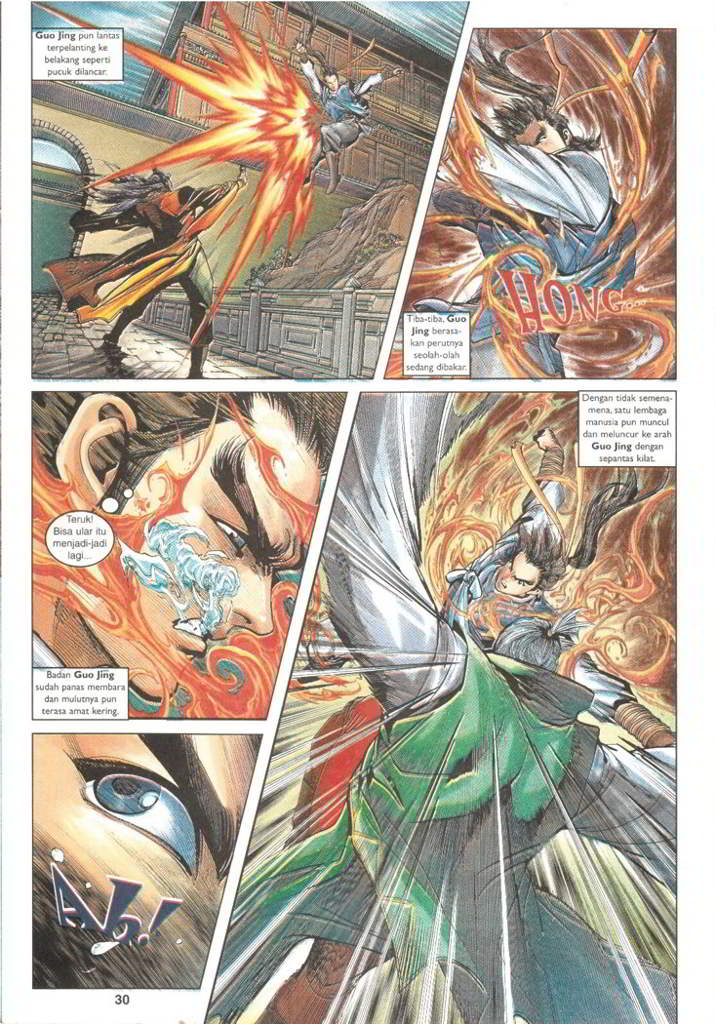 Guo Jing pun lantas
terpelanting ke
belakang seperti
pucuk dilancar.
HONG
Tiba-tiba, Guo
Jing berasa-
kan perutnya
seolah-olah
sedang dibakar.
Teruk!
Bisa ular itu
menjadi-jadi
lagi...
Badan Guo Jing
sudah panas membara
dan mulutnya pun
terasa amat kering.
Dengan tidak semena-
mena, satu lembaga
manusia pun muncul
dan meluncur ke arah
Guo Jing dengan
sepantas kilat.
30